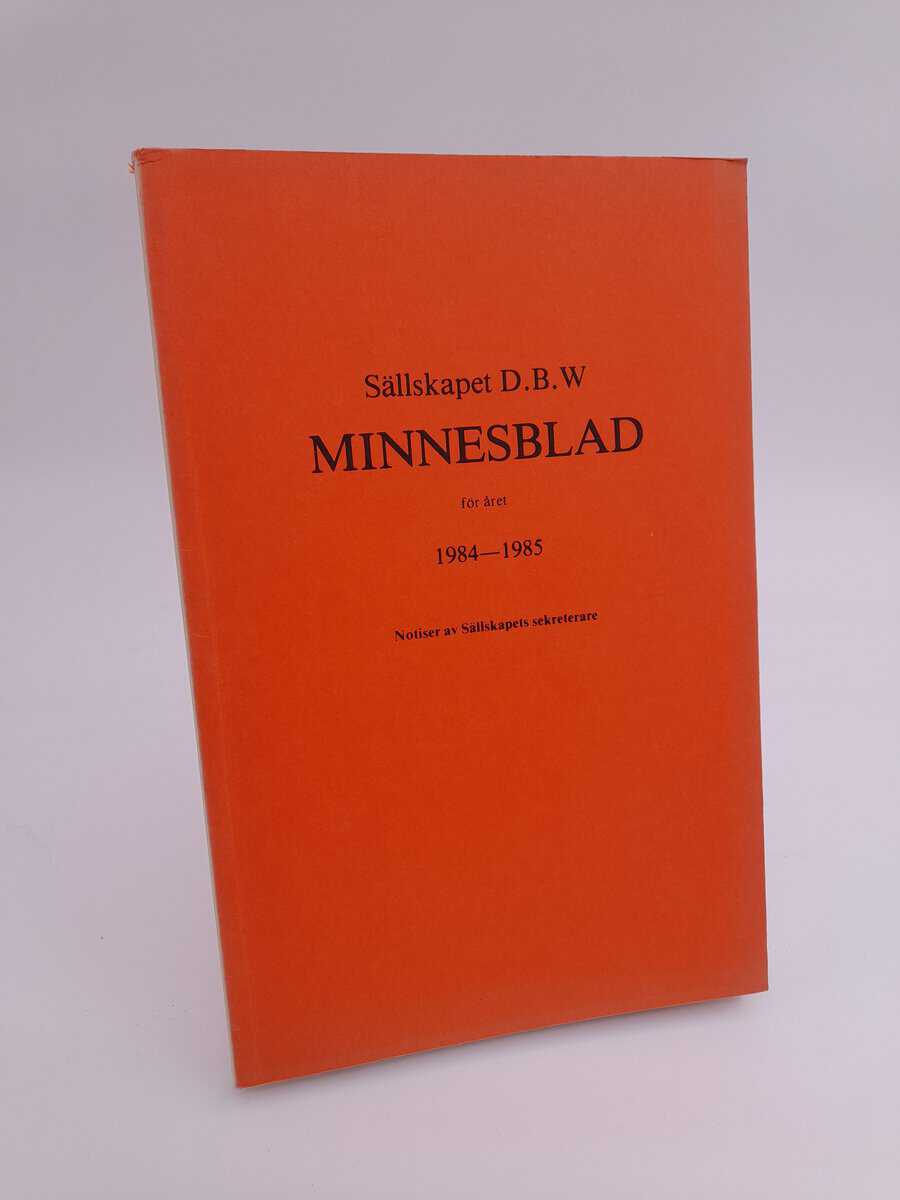 Sällskapet D.B.W
MINNESBLAD
för året
1984—1985
Notiser av Sällskapets sekreterare